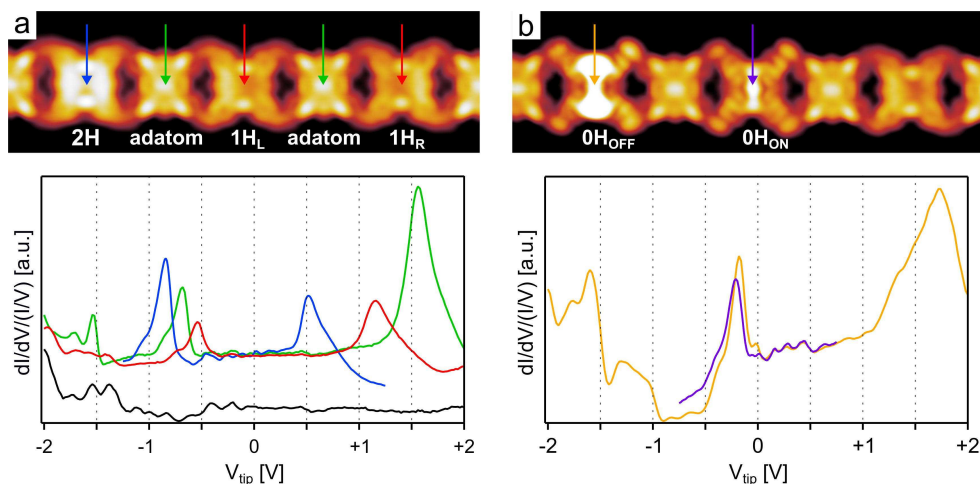 a
2H adatom 1H_L adatom 1H_R
dI/dV/(I/V) [a.u.]
-2 -1 0 +1 +2
V_tip [V]
b
0H_OFF 0H_ON
dI/dV/(I/V) [a.u.]
-2 -1 0 +1 +2
V_tip [V]